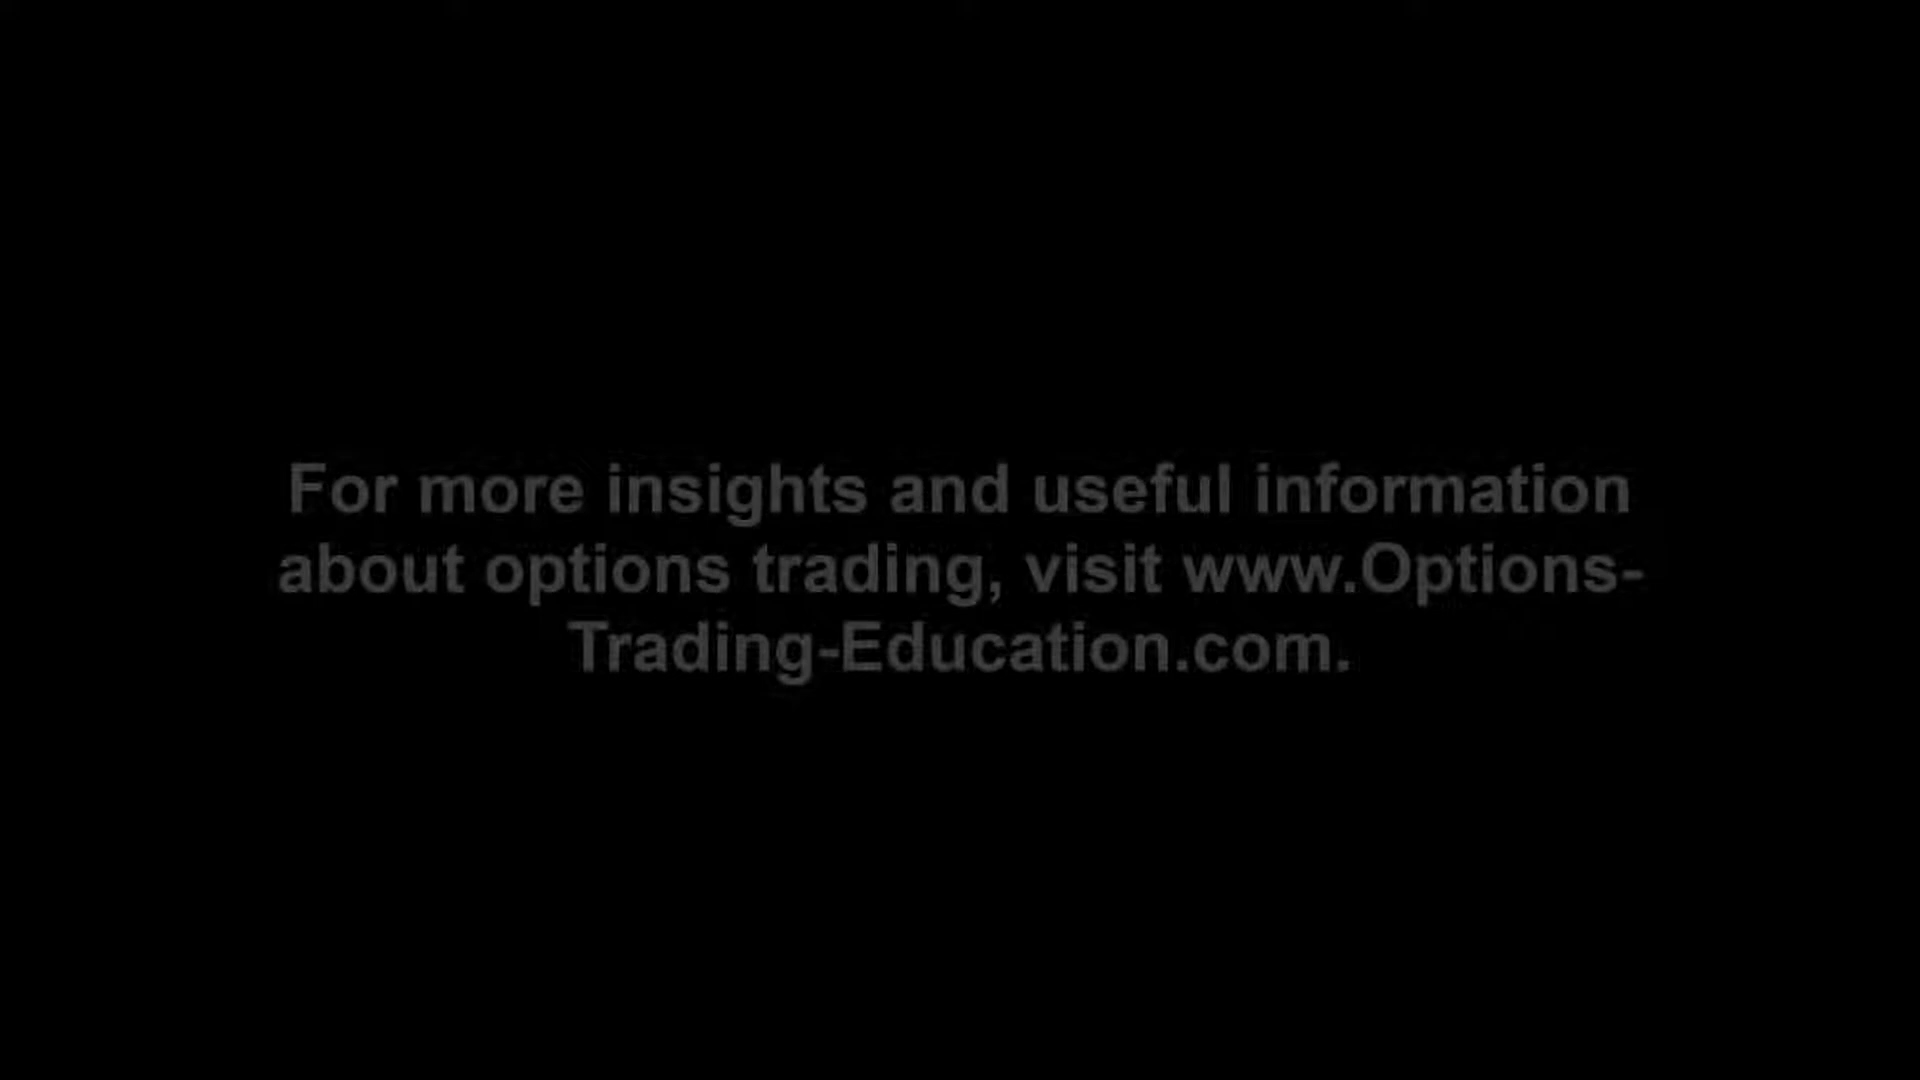 For more insights and useful information
about options trading, visit www.Options-
Trading-Education.com.